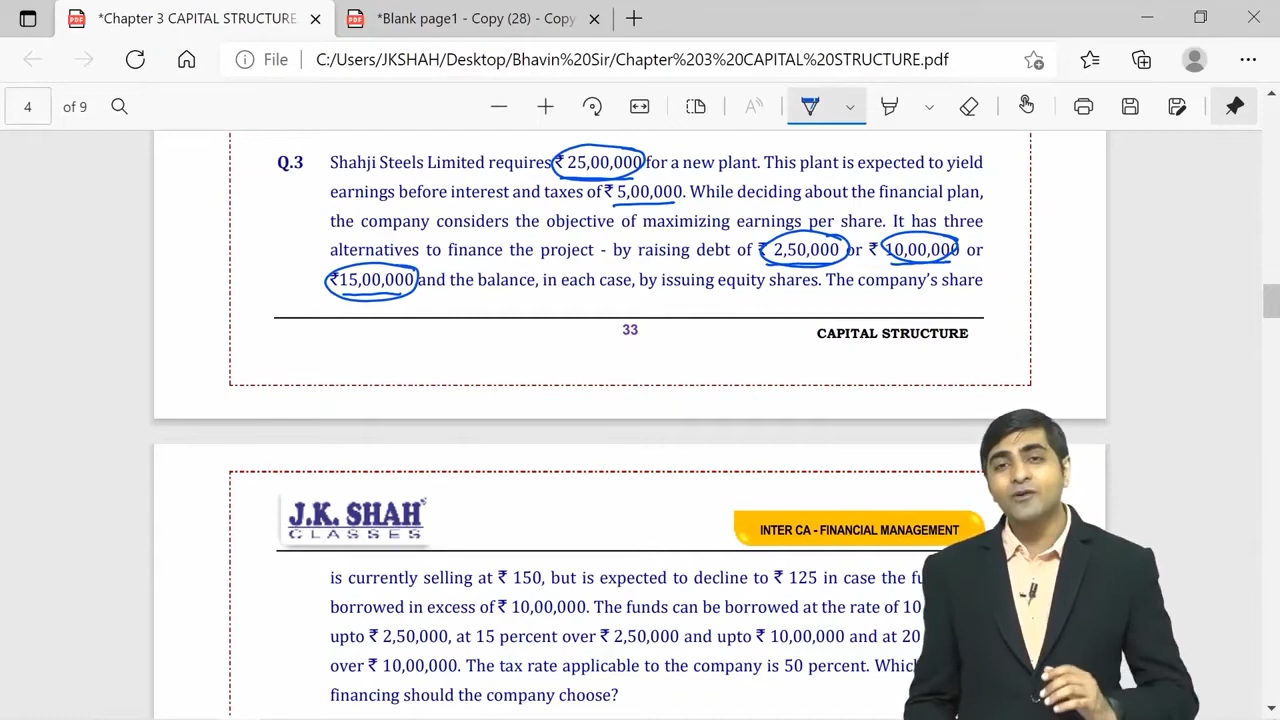 *Chapter 3 CAPITAL STRUCTURE
*Blank page1 - Copy (28) - Copy
File C:/Users/JKSHAH/Desktop/Bhavin%20Sir/Chapter%203%20CAPITAL%20STRUCTURE.pdf
4 of 9
Q.3 Shahji Steels Limited requires ₹ 25,00,000 for a new plant. This plant is expected to yield
earnings before interest and taxes of ₹ 5,00,000. While deciding about the financial plan,
the company considers the objective of maximizing earnings per share. It has three
alternatives to finance the project - by raising debt of ₹ 2,50,000 or ₹ 10,00,000 or
₹15,00,000 and the balance, in each case, by issuing equity shares. The company's share
33
CAPITAL STRUCTURE
J.K. SHAH
CLASSES
INTER CA - FINANCIAL MANAGEMENT
is currently selling at ₹ 150, but is expected to decline to ₹ 125 in case the
borrowed in excess of ₹ 10,00,000. The funds can be borrowed at the rate of 10
upto ₹ 2,50,000, at 15 percent over ₹ 2,50,000 and upto ₹ 10,00,000 and at 20
over ₹ 10,00,000. The tax rate applicable to the company is 50 percent.
financing should the company choose?